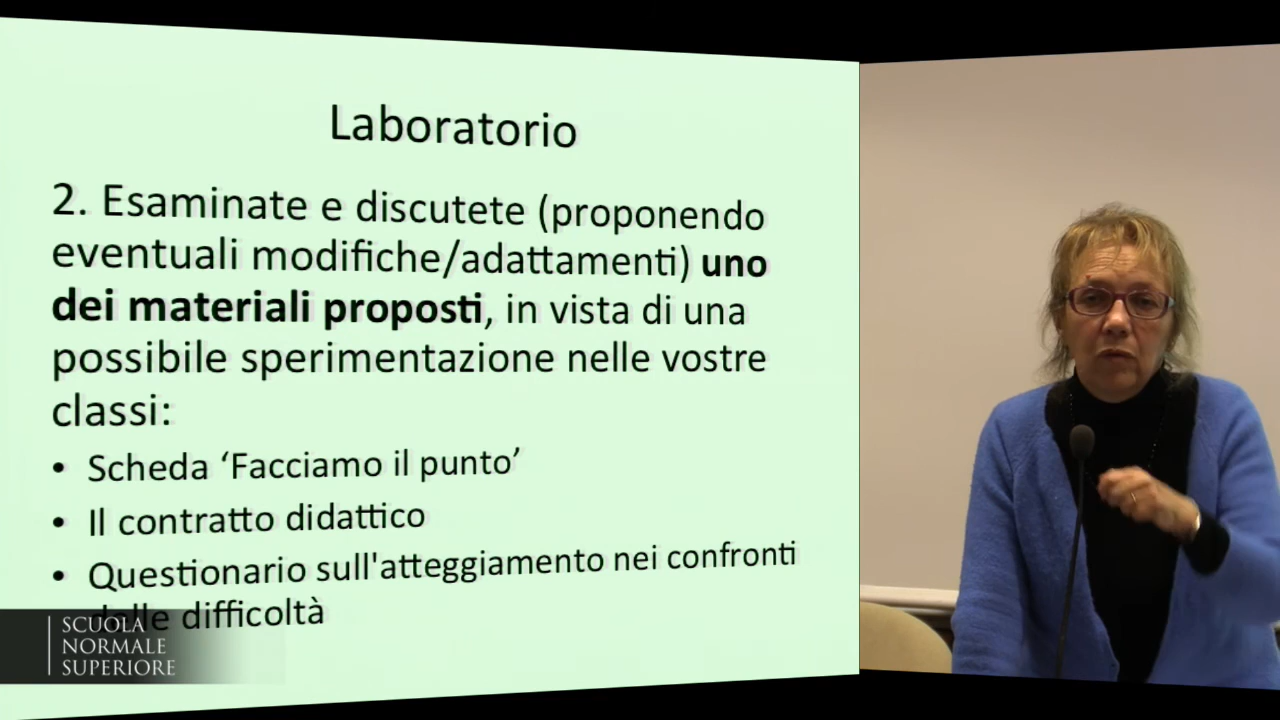 Laboratorio
2. Esaminate e discutete (proponendo
eventuali modifiche/adattamenti) uno
dei materiali proposti, in vista di una
possibile sperimentazione nelle vostre
classi:
• Scheda ‘Facciamo il punto’
• Il contratto didattico
• Questionario sull'atteggiamento nei confronti
delle difficoltà
SCUOLA
NORMALE
SUPERIORE